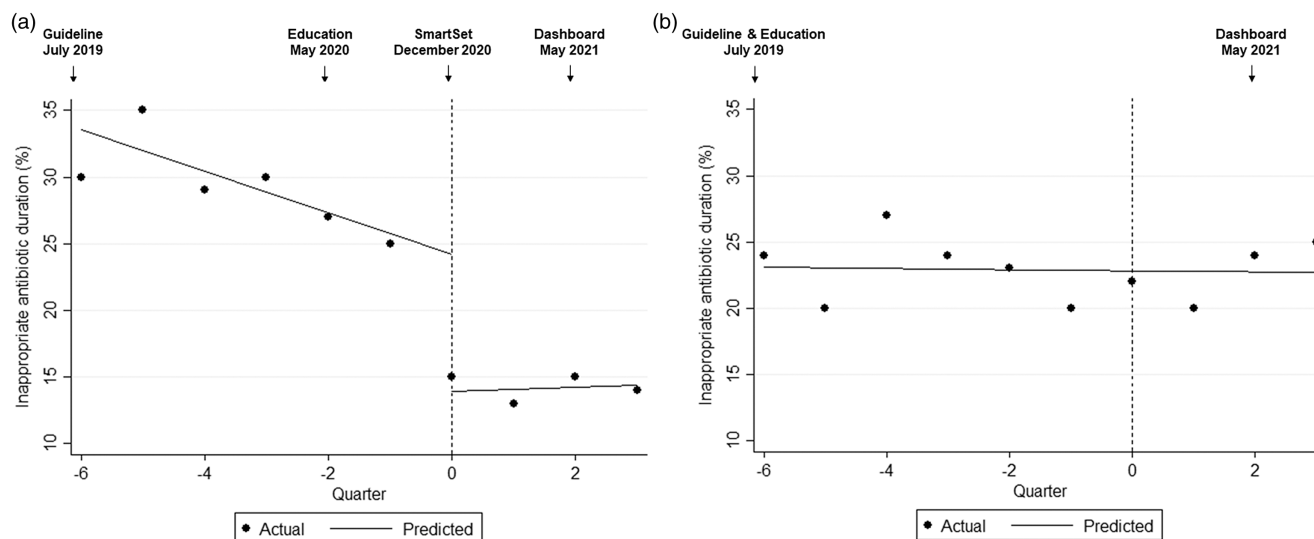 (a)
Guideline
July 2019
Education
May 2020
SmartSet
December 2020
Dashboard
May 2021
Inappropriate antibiotic duration (%)
35
30
25
20
15
10
-6
-4
-2
0
2
Quarter
Actual
Predicted
(b)
Guideline & Education
July 2019
Dashboard
May 2021
Inappropriate antibiotic duration (%)
35
30
25
20
15
10
-6
-4
-2
0
2
Quarter
Actual
Predicted